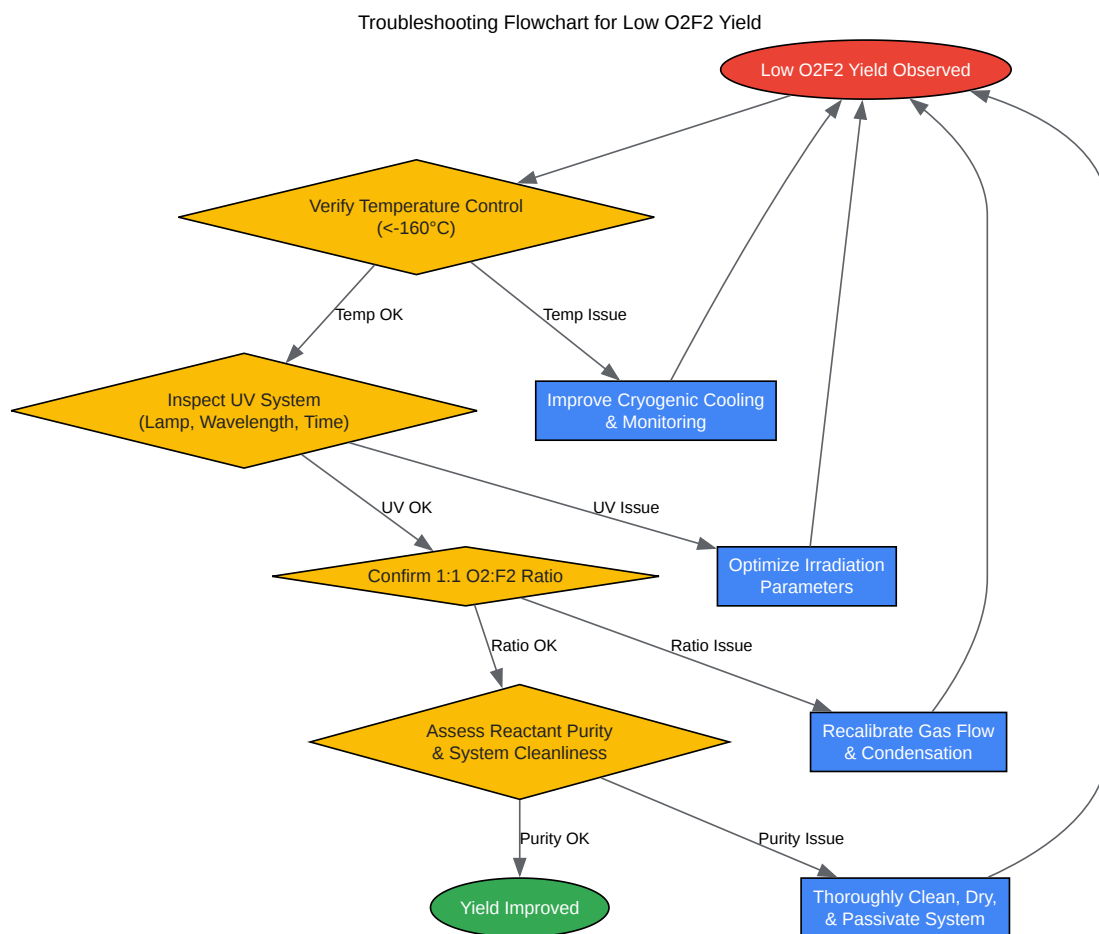 Troubleshooting Flowchart for Low O2F2 Yield
Low O2F2 Yield Observed
Verify Temperature Control
(<-160°C)
Temp OK
Temp Issue
Inspect UV System
(Lamp, Wavelength, Time)
Improve Cryogenic Cooling
& Monitoring
UV OK
UV Issue
Confirm 1:1 O2:F2 Ratio
Optimize Irradiation
Parameters
Ratio OK
Ratio Issue
Assess Reactant Purity
& System Cleanliness
Recalibrate Gas Flow
& Condensation
Purity OK
Purity Issue
Yield Improved
Thoroughly Clean, Dry,
& Passivate System